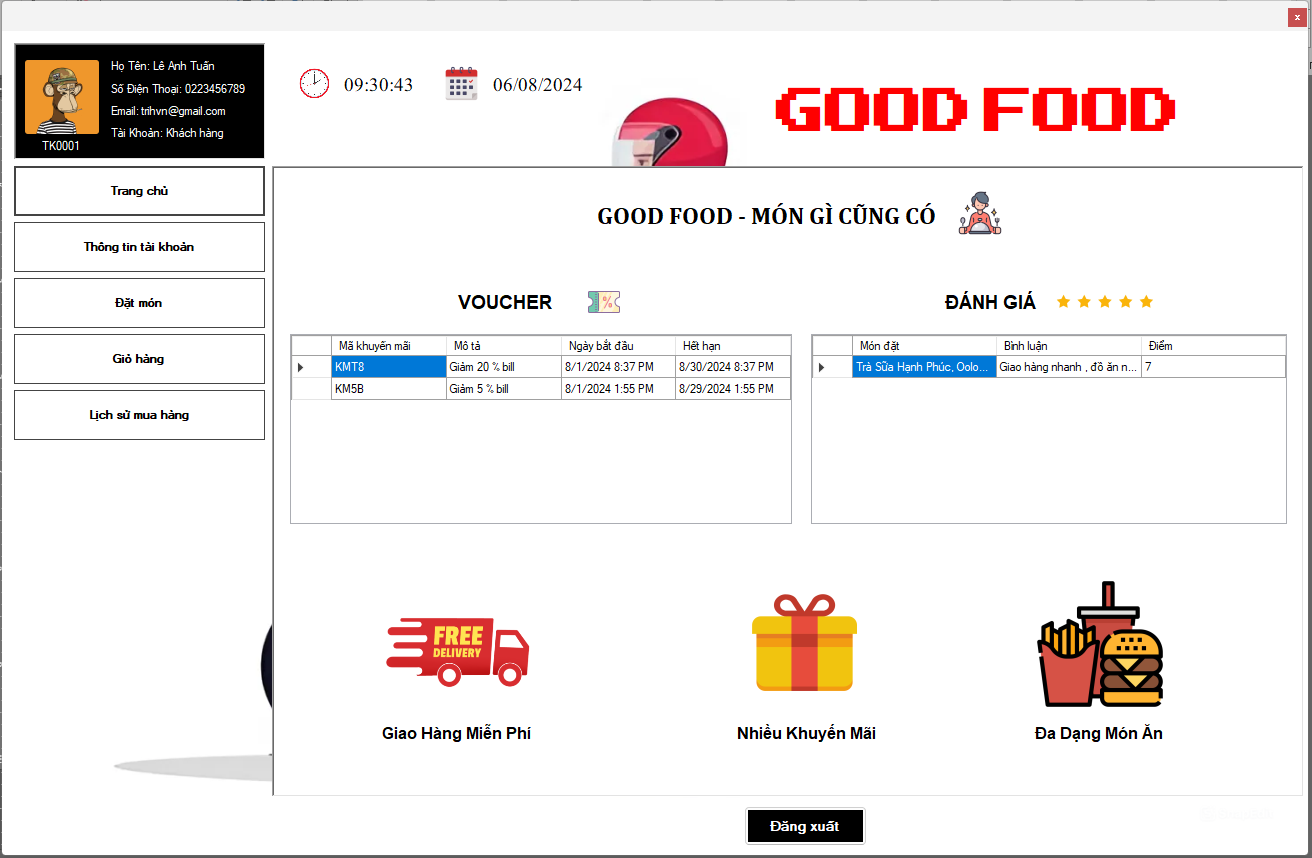 x
Họ Tên: Lê Anh Tuấn
Số Điện Thoại: 0223456789
Email: trihvn@gmail.com
Tài Khoản: Khách hàng
TK0001
09:30:43
06/08/2024
GOOD FOOD
Trang chủ
Thông tin tài khoản
Đặt món
Giỏ hàng
Lịch sử mua hàng
GOOD FOOD - MÓN GÌ CŨNG CÓ
VOUCHER
%
Mã khuyến mãi Mô tả Ngày bắt đầu Hết hạn
KMT8 Giảm 20 % bill 8/1/2024 8:37 PM 8/30/2024 8:37 PM
KM5B Giảm 5 % bill 8/1/2024 1:55 PM 8/29/2024 1:55 PM
ĐÁNH GIÁ
Món đặt Bình luận Điểm
Trà Sữa Hạnh Phúc, Oolo... Giao hàng nhanh , đồ ăn n... 7
FREE
DELIVERY
Giao Hàng Miễn Phí
Nhiều Khuyến Mãi
Đa Dạng Món Ăn
Đăng xuất